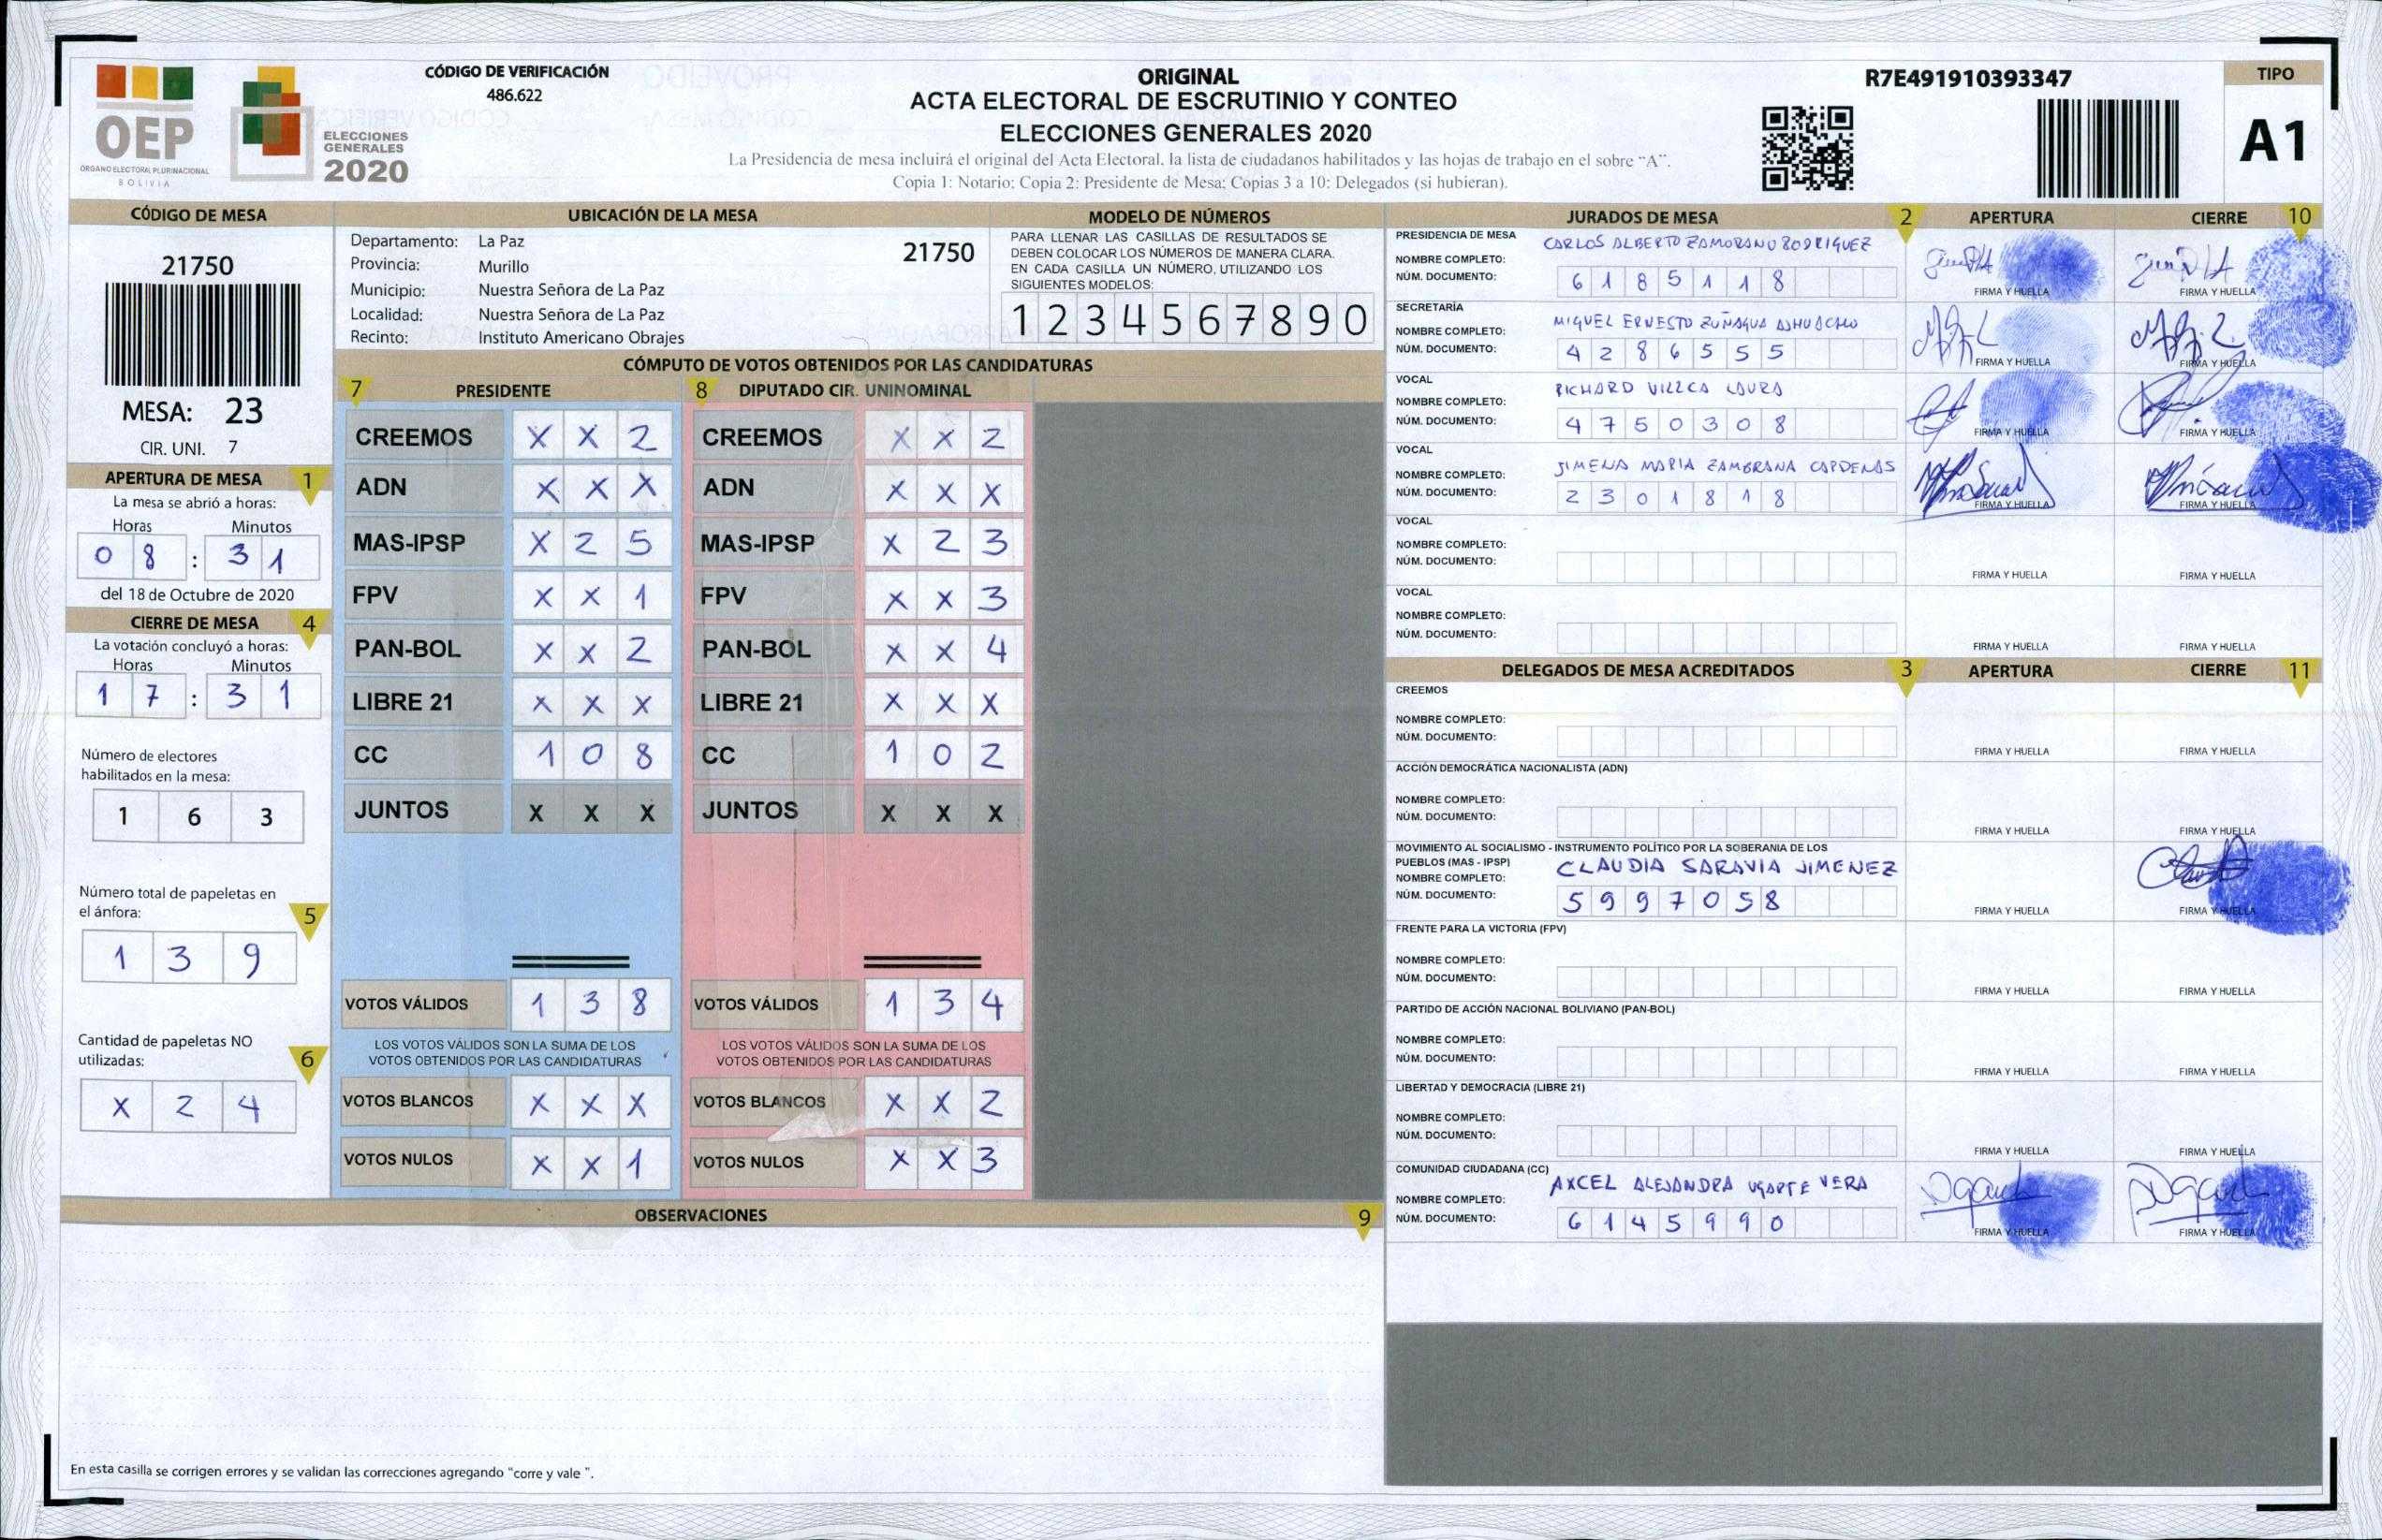 OEP
ÓRGANO ELECTORAL PLURINACIONAL
BOLIVIA
ELECCIONES
GENERALES
2020
CÓDIGO DE VERIFICACIÓN
486.622
ORIGINAL
ACTA ELECTORAL DE ESCRUTINIO Y CONTEO
ELECCIONES GENERALES 2020
La Presidencia de mesa incluirá el original del Acta Electoral, la lista de ciudadanos habilitados y las hojas de trabajo en el sobre "A".
Copia 1: Notario; Copia 2: Presidente de Mesa; Copias 3 a 10: Delegados (si hubieran).
R7E491910393347
TIPO
A1
CÓDIGO DE MESA
21750
MESA: 23
CIR. UNI. 7
APERTURA DE MESA 1
La mesa se abrió a horas:
Horas Minutos
0 8 : 3 1
del 18 de Octubre de 2020
CIERRE DE MESA 4
La votación concluyó a horas:
Horas Minutos
1 7 : 3 1
Número de electores
habilitados en la mesa:
1 6 3
Número total de papeletas en
el ánfora: 5
1 3 9
Cantidad de papeletas NO
utilizadas: 6
X 2 4
UBICACIÓN DE LA MESA
Departamento: La Paz 21750
Provincia: Murillo
Municipio: Nuestra Señora de La Paz
Localidad: Nuestra Señora de La Paz
Recinto: Instituto Americano Obrajes
MODELO DE NÚMEROS
PARA LLENAR LAS CASILLAS DE RESULTADOS SE
DEBEN COLOCAR LOS NÚMEROS DE MANERA CLARA.
EN CADA CASILLA UN NÚMERO, UTILIZANDO LOS
SIGUIENTES MODELOS:
1 2 3 4 5 6 7 8 9 0
CÓMPUTO DE VOTOS OBTENIDOS POR LAS CANDIDATURAS
7 PRESIDENTE
CREEMOS X X 2
ADN X X X
MAS-IPSP X 2 5
FPV X X 1
PAN-BOL X X 2
LIBRE 21 X X X
CC 1 0 8
JUNTOS X X X
VOTOS VÁLIDOS 1 3 8
LOS VOTOS VÁLIDOS SON LA SUMA DE LOS
VOTOS OBTENIDOS POR LAS CANDIDATURAS
VOTOS BLANCOS X X X
VOTOS NULOS X X 1
8 DIPUTADO CIR. UNINOMINAL
CREEMOS X X 2
ADN X X X
MAS-IPSP X 2 3
FPV X X 3
PAN-BOL X X 4
LIBRE 21 X X X
CC 1 0 2
JUNTOS X X X
VOTOS VÁLIDOS 1 3 4
LOS VOTOS VÁLIDOS SON LA SUMA DE LOS
VOTOS OBTENIDOS POR LAS CANDIDATURAS
VOTOS BLANCOS X X 2
VOTOS NULOS X X 3
OBSERVACIONES 9
En esta casilla se corrigen errores y se validan las correcciones agregando "corre y vale ".
JURADOS DE MESA 2 APERTURA CIERRE 10
PRESIDENCIA DE MESA CARLOS ALBERTO ZAMORANO RODRIGUEZ
NOMBRE COMPLETO:
NÚM. DOCUMENTO: 6 1 8 5 1 1 8 FIRMA Y HUELLA FIRMA Y HUELLA
SECRETARÍA
NOMBRE COMPLETO: MIGUEL ERNESTO
NÚM. DOCUMENTO: 4 2 8 6 5 5 5 FIRMA Y HUELLA FIRMA Y HUELLA
VOCAL
NOMBRE COMPLETO: RICHARD VILLCA LAURA
NÚM. DOCUMENTO: 4 7 5 0 3 0 8 FIRMA Y HUELLA FIRMA Y HUELLA
VOCAL
NOMBRE COMPLETO: JIMENA MARIA ZAMBRANA CARDENAS
NÚM. DOCUMENTO: 2 3 0 1 8 1 8 FIRMA Y HUELLA FIRMA Y HUELLA
VOCAL
NOMBRE COMPLETO:
NÚM. DOCUMENTO: FIRMA Y HUELLA FIRMA Y HUELLA
VOCAL
NOMBRE COMPLETO:
NÚM. DOCUMENTO: FIRMA Y HUELLA FIRMA Y HUELLA
DELEGADOS DE MESA ACREDITADOS 3 APERTURA CIERRE 11
CREEMOS
NOMBRE COMPLETO:
NÚM. DOCUMENTO: FIRMA Y HUELLA FIRMA Y HUELLA
ACCIÓN DEMOCRÁTICA NACIONALISTA (ADN)
NOMBRE COMPLETO:
NÚM. DOCUMENTO: FIRMA Y HUELLA FIRMA Y HUELLA
MOVIMIENTO AL SOCIALISMO - INSTRUMENTO POLÍTICO POR LA SOBERANIA DE LOS
PUEBLOS (MAS - IPSP) CLAUDIA SARAVIA JIMENEZ
NOMBRE COMPLETO:
NÚM. DOCUMENTO: 5 9 9 7 0 5 8 FIRMA Y HUELLA FIRMA Y HUELLA
FRENTE PARA LA VICTORIA (FPV)
NOMBRE COMPLETO:
NÚM. DOCUMENTO: FIRMA Y HUELLA FIRMA Y HUELLA
PARTIDO DE ACCIÓN NACIONAL BOLIVIANO (PAN-BOL)
NOMBRE COMPLETO:
NÚM. DOCUMENTO: FIRMA Y HUELLA FIRMA Y HUELLA
LIBERTAD Y DEMOCRACIA (LIBRE 21)
NOMBRE COMPLETO:
NÚM. DOCUMENTO: FIRMA Y HUELLA FIRMA Y HUELLA
COMUNIDAD CIUDADANA (CC) AXCEL ALEJANDRA UGARTE VERA
NOMBRE COMPLETO:
NÚM. DOCUMENTO: 6 1 4 5 9 9 0 FIRMA Y HUELLA FIRMA Y HUELLA